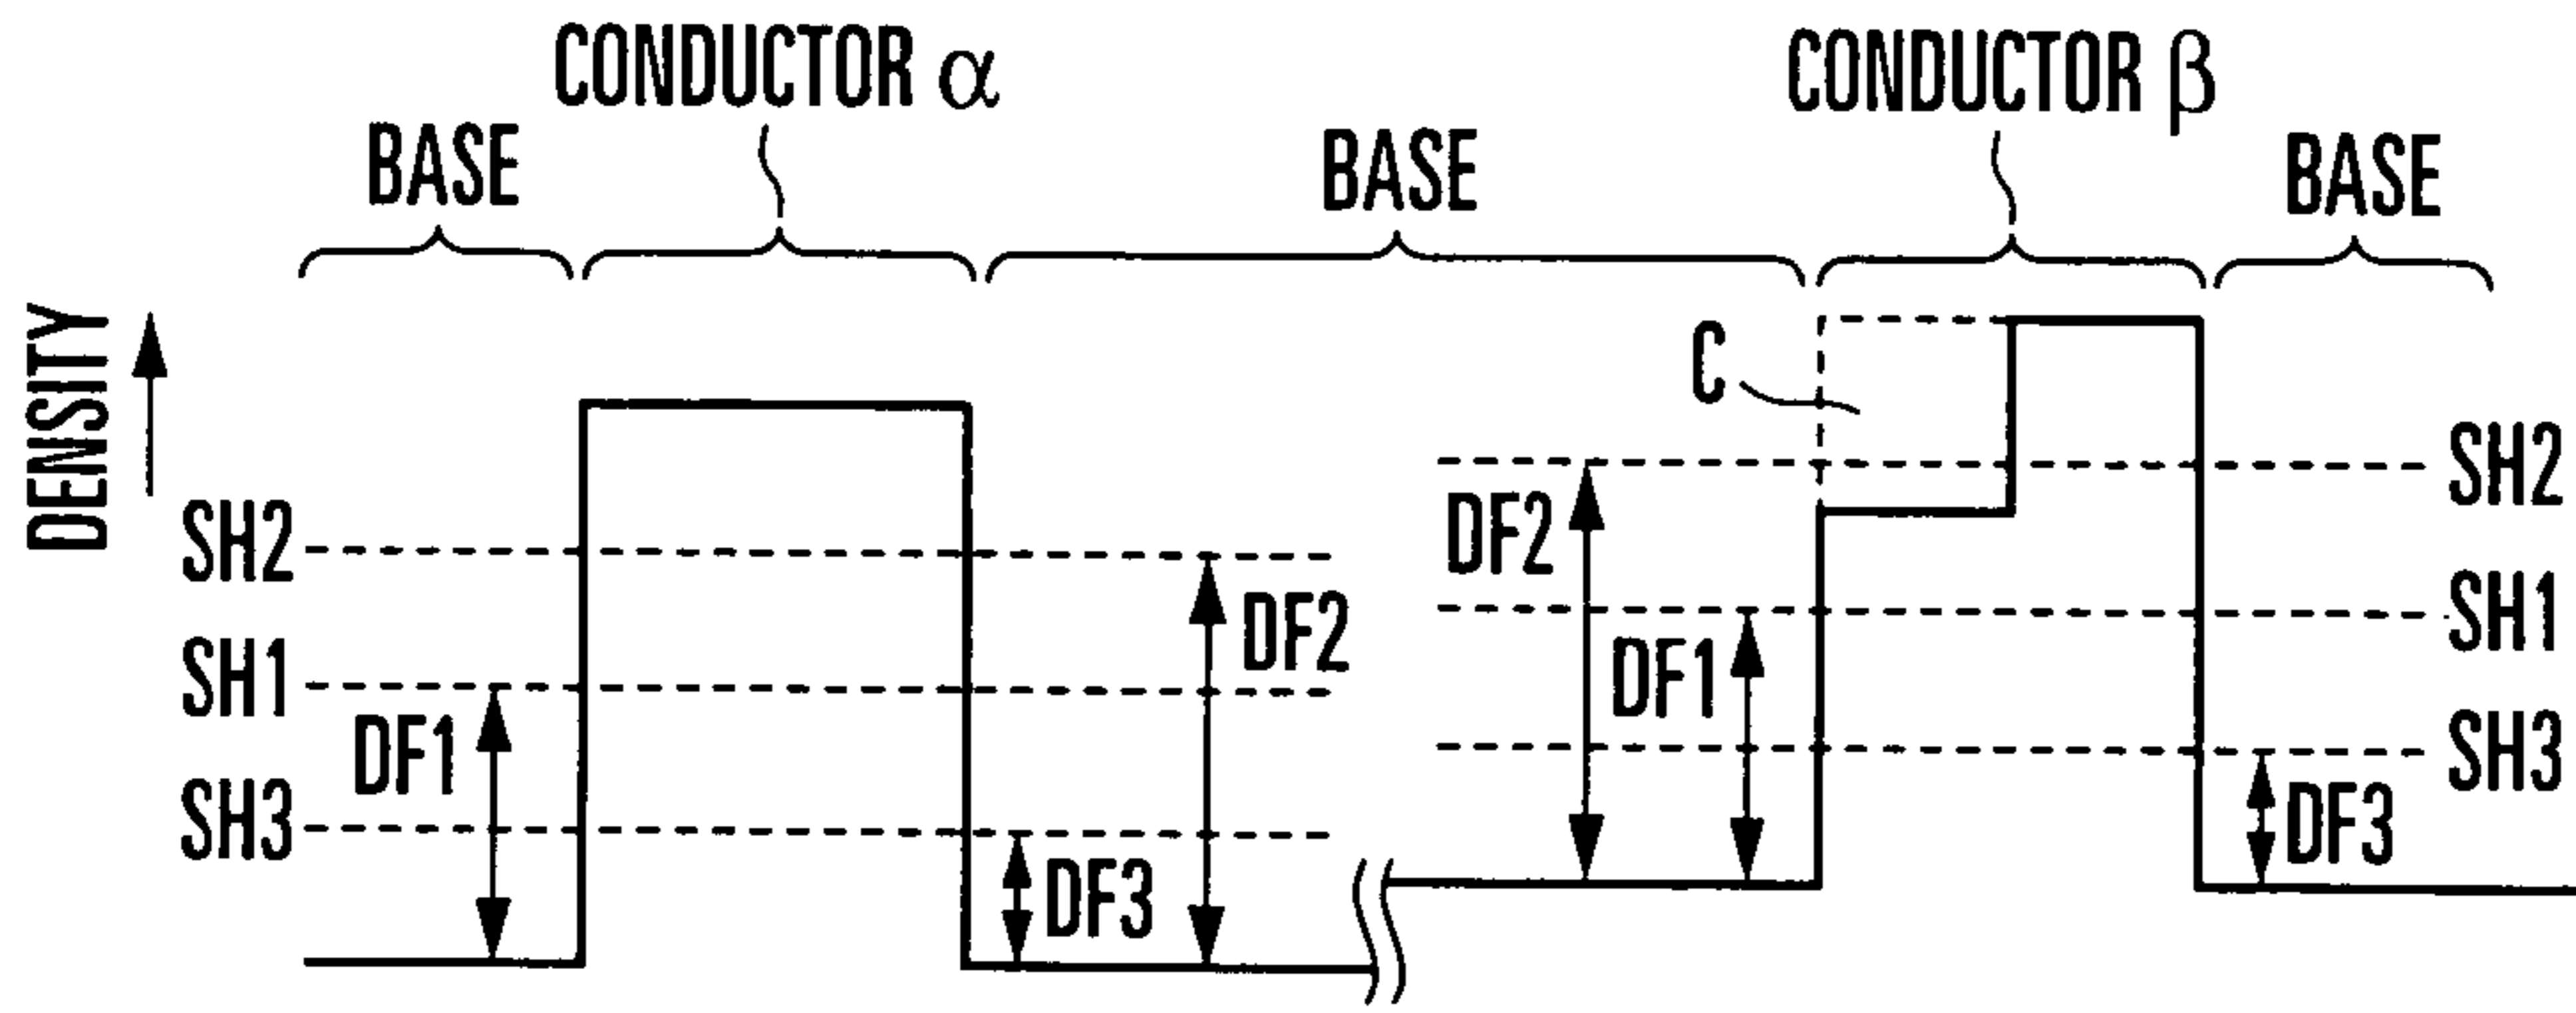 CONDUCTOR α
CONDUCTOR β
BASE
BASE
BASE
DENSITY
C
SH2
SH1
SH3
DF1
DF3
DF2
DF2
DF1
SH2
SH1
SH3
DF3